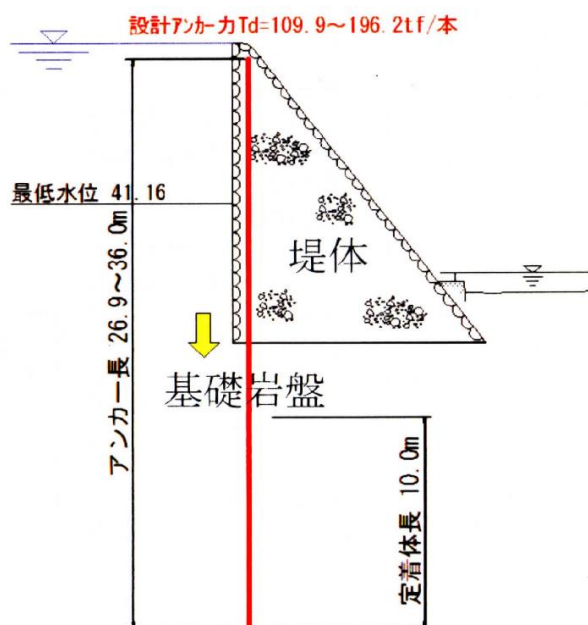 設計アンカー力Td=109.9～196.2tf/本
最低水位 41.16
アンカー長 26.9～36.0m
堤体
基礎岩盤
定着体長 10.0m